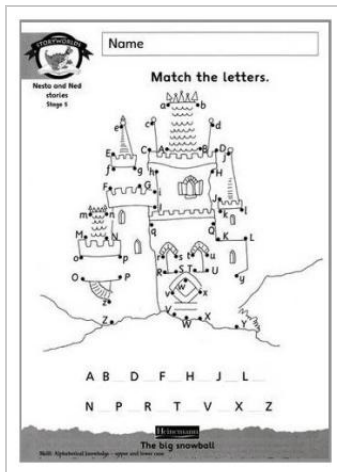 STORYWORLDS
Name
Nesta and Ned
stories
Stage 5
Match the letters.
a b
c d
e
C A B D
E
f g h H
F G i J
j k l
m n
M N q Q K L
o p r s t u
O P R S T U y
v w x
z
Z V W X Y
A B D F H J L
N P R T V X Z
Heinemann
The big snowball
Skill: Alphabetical knowledge – upper and lower case